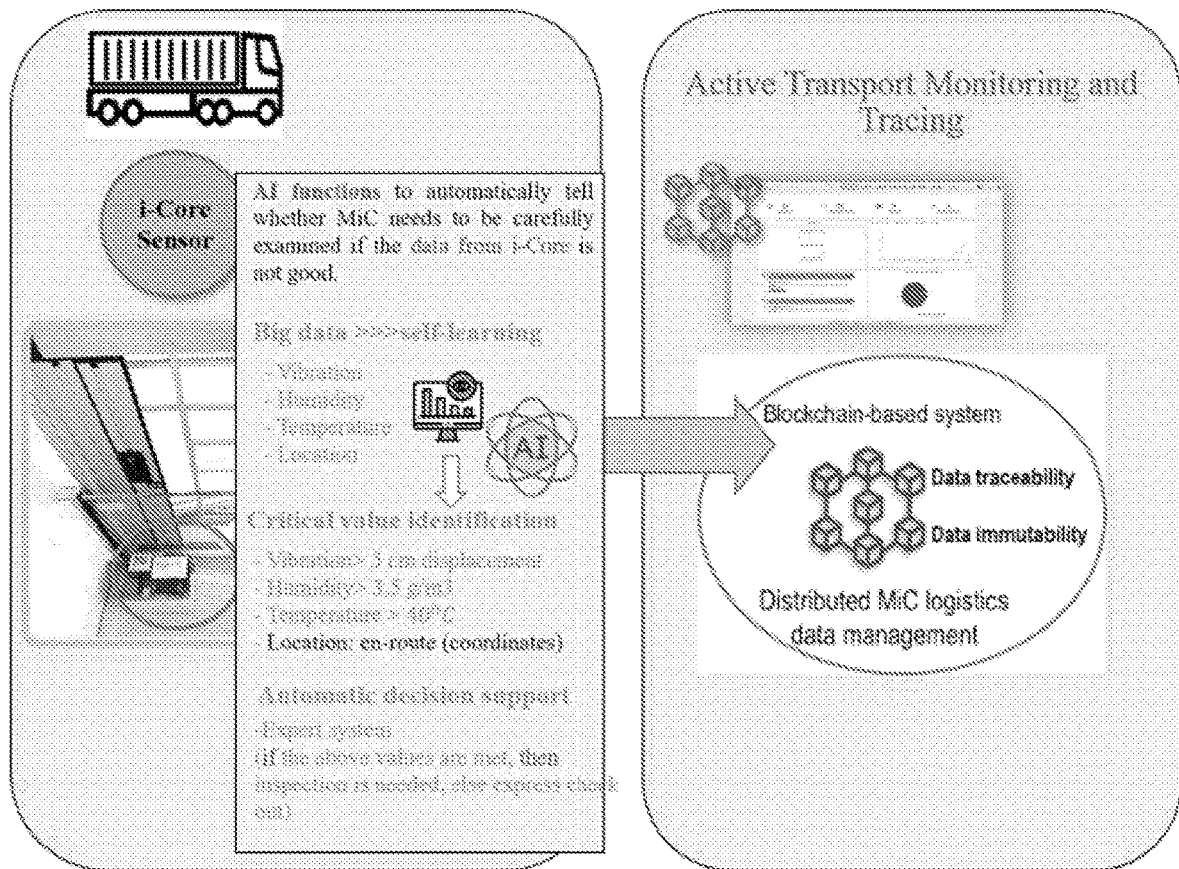 i-Core
Sensor
AI functions to automatically tell
whether MiC needs to be carefully
examined if the data from i-Core is
not good.
Big data >>>self-learning
- Vibration
- Humidity
- Temperature
- Location
AI
Critical value identification
- Vibration> 3 cm displacement
- Humidity> 3.5 g/m3
- Temperature > 40°C
- Location: en-route (coordinates)
Automatic decision support
-Expert system
(if the above values are met, then
inspection is needed, else express check
out)
Active Transport Monitoring and
Tracing
Blockchain-based system
Data traceability
Data immutability
Distributed MiC logistics
data management